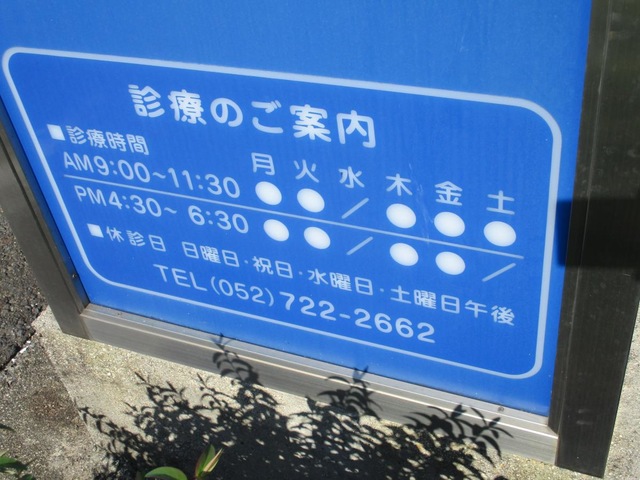 診療のご案内
■診療時間 月 火 水 木 金 土
AM9:00~11:30 ● ● / ● ● ●
PM4:30~ 6:30 ● ● / ● ● /
■休診日 日曜日・祝日・水曜日・土曜日午後
TEL(052)722-2662